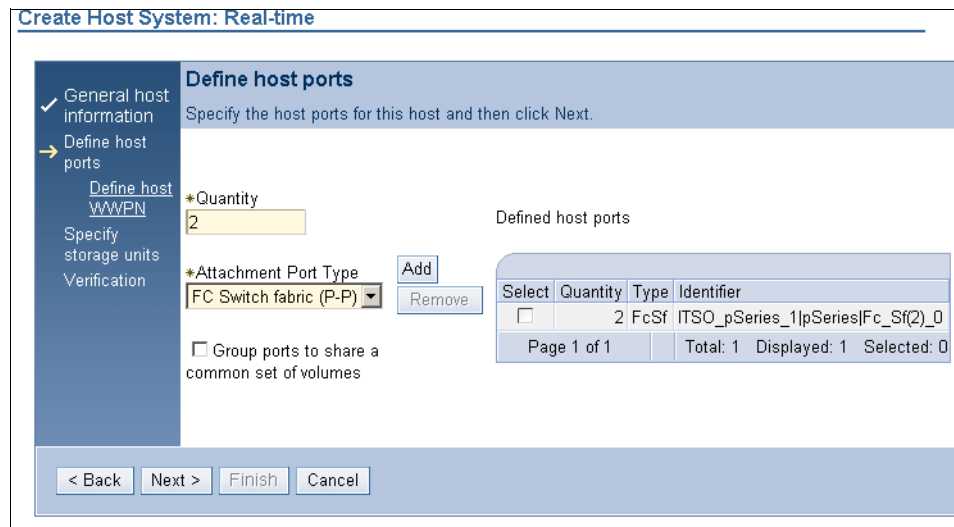 Create Host System: Real-time
General host
information
Define host
ports
Define host
WWPN
Specify
storage units
Verification
Define host ports
Specify the host ports for this host and then click Next.
*Quantity
2
*Attachment Port Type
FC Switch fabric (P-P)
Add
Remove
Group ports to share a
common set of volumes
Defined host ports
Select Quantity Type Identifier
2 FcSf ITSO_pSeries_1|pSeries|Fc_Sf(2)_0
Page 1 of 1 Total: 1 Displayed: 1 Selected: 0
< Back Next > Finish Cancel